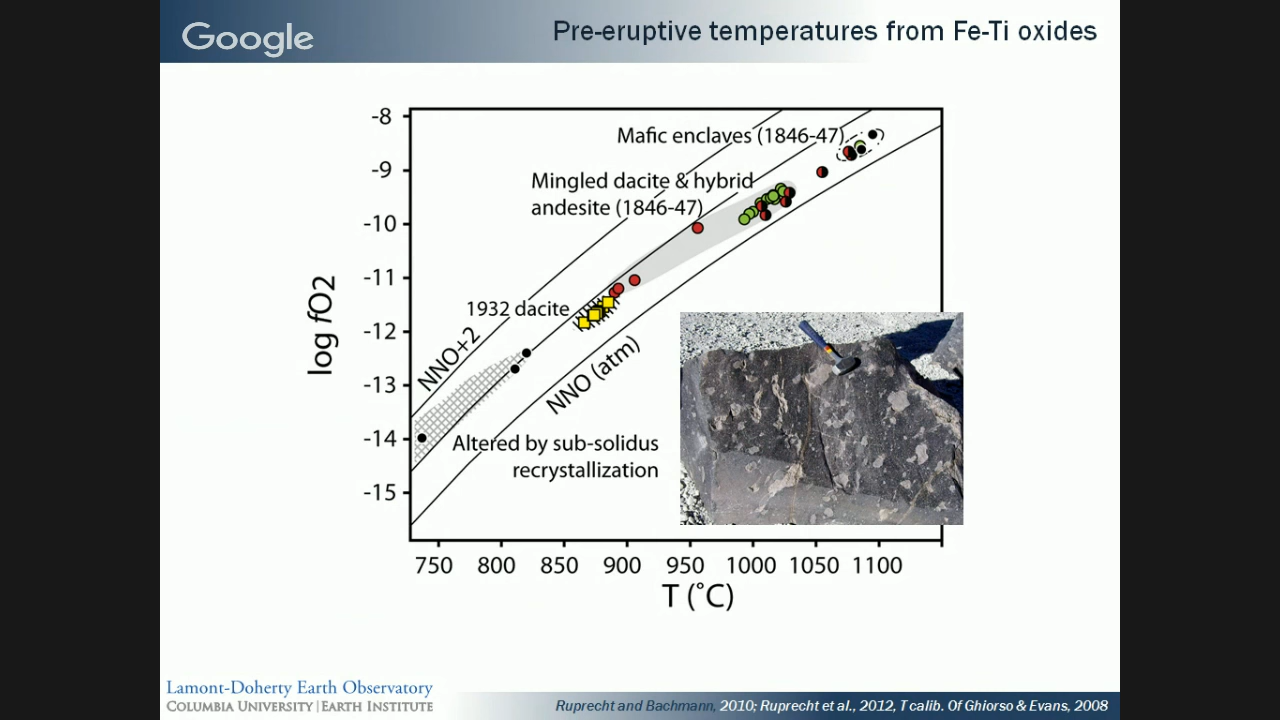 Google
Pre-eruptive temperatures from Fe-Ti oxides
-8
-9
-10
-11
-12
-13
-14
-15
log fO2
Mafic enclaves (1846-47)
Mingled dacite & hybrid
andesite (1846-47)
1932 dacite
NNO+2
NNO (atm)
Altered by sub-solidus
recrystallization
750 800 850 900 950 1000 1050 1100
T (˚C)
Lamont-Doherty Earth Observatory
COLUMBIA UNIVERSITY | EARTH INSTITUTE
Ruprecht and Bachmann, 2010; Ruprecht et al., 2012, T calib. Of Ghiorso & Evans, 2008